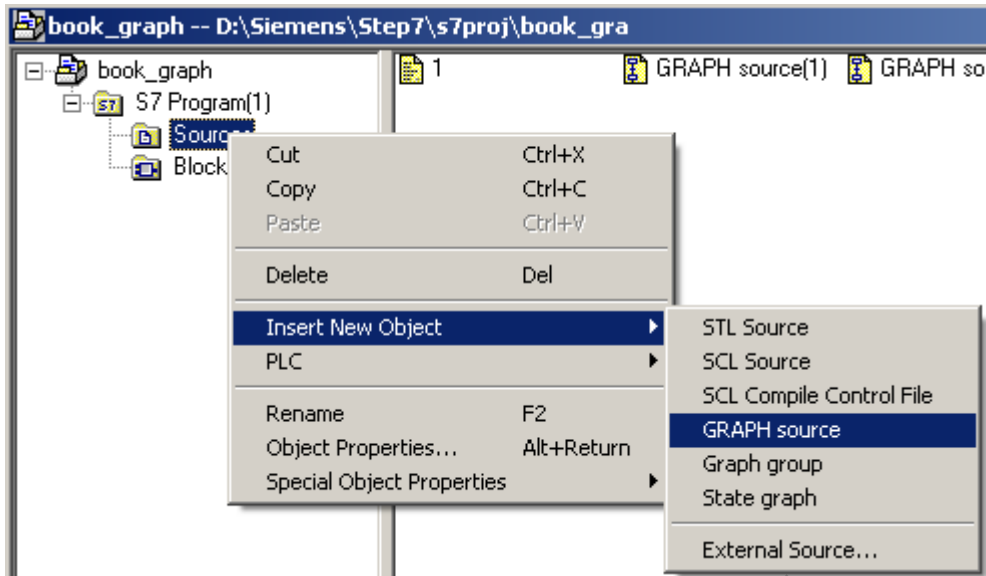 book_graph -- D:\Siemens\Step7\s7proj\book_gra
book_graph
1
GRAPH source(1)
GRAPH so
S7 Program(1)
Source
Block
Cut Ctrl+X
Copy Ctrl+C
Paste Ctrl+V
Delete Del
Insert New Object
PLC
Rename F2
Object Properties... Alt+Return
Special Object Properties
STL Source
SCL Source
SCL Compile Control File
GRAPH source
Graph group
State graph
External Source...